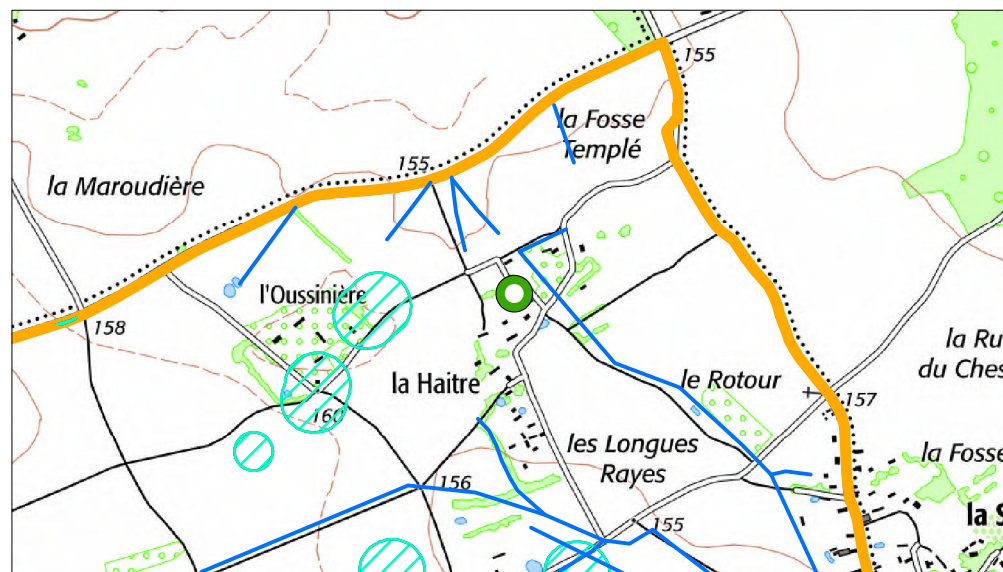 155
la Fosse
Templé
155
la Maroudière
l'Oussinière
158
la Haitre
le Rotour
la Ru
du Ches
160
157
les Longues
Rayes
la Fosse
156
155
la S